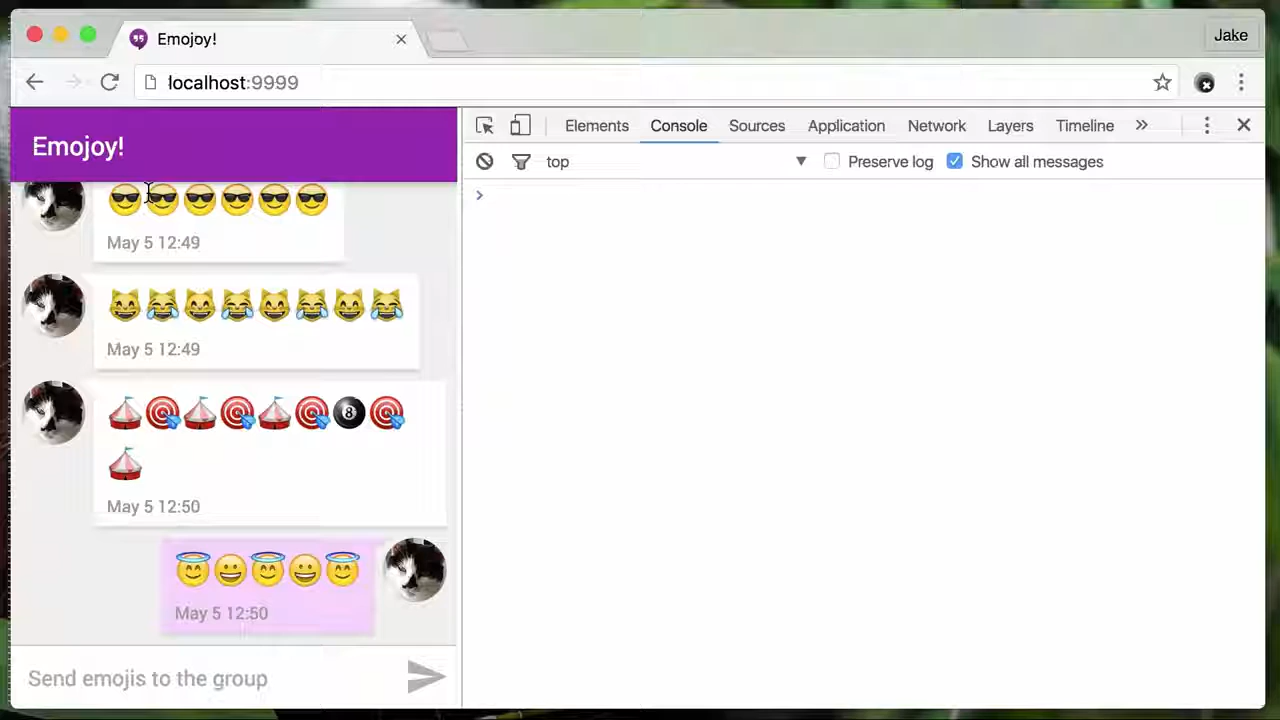 Emojoy!
Jake
localhost:9999
Emojoy!
Elements Console Sources Application Network Layers Timeline »
top Preserve log Show all messages
😎😎😎😎😎😎
May 5 12:49
😸😹😸😹😸😹😸😹
May 5 12:49
🎪🎯🎪🎯🎪🎯🎱🎯
🎪
May 5 12:50
😇😀😇😀😇
May 5 12:50
Send emojis to the group